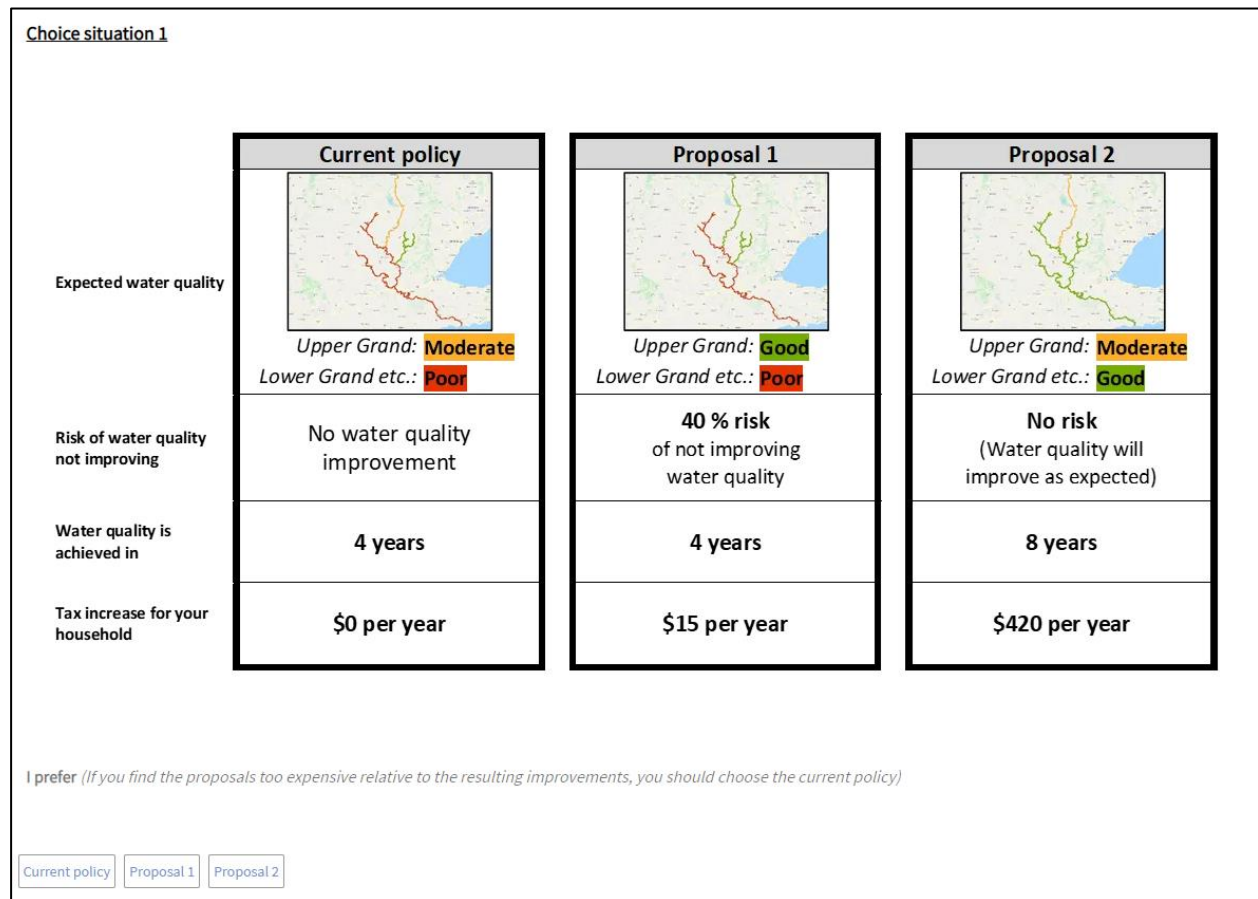 Choice situation 1
Current policy
Proposal 1
Proposal 2
Expected water quality
Upper Grand: Moderate
Lower Grand etc.: Poor
Upper Grand: Good
Lower Grand etc.: Poor
Upper Grand: Moderate
Lower Grand etc.: Good
Risk of water quality
not improving
No water quality
improvement
40 % risk
of not improving
water quality
No risk
(Water quality will
improve as expected)
Water quality is
achieved in
4 years
4 years
8 years
Tax increase for your
household
$0 per year
$15 per year
$420 per year
I prefer (If you find the proposals too expensive relative to the resulting improvements, you should choose the current policy)
Current policy
Proposal 1
Proposal 2